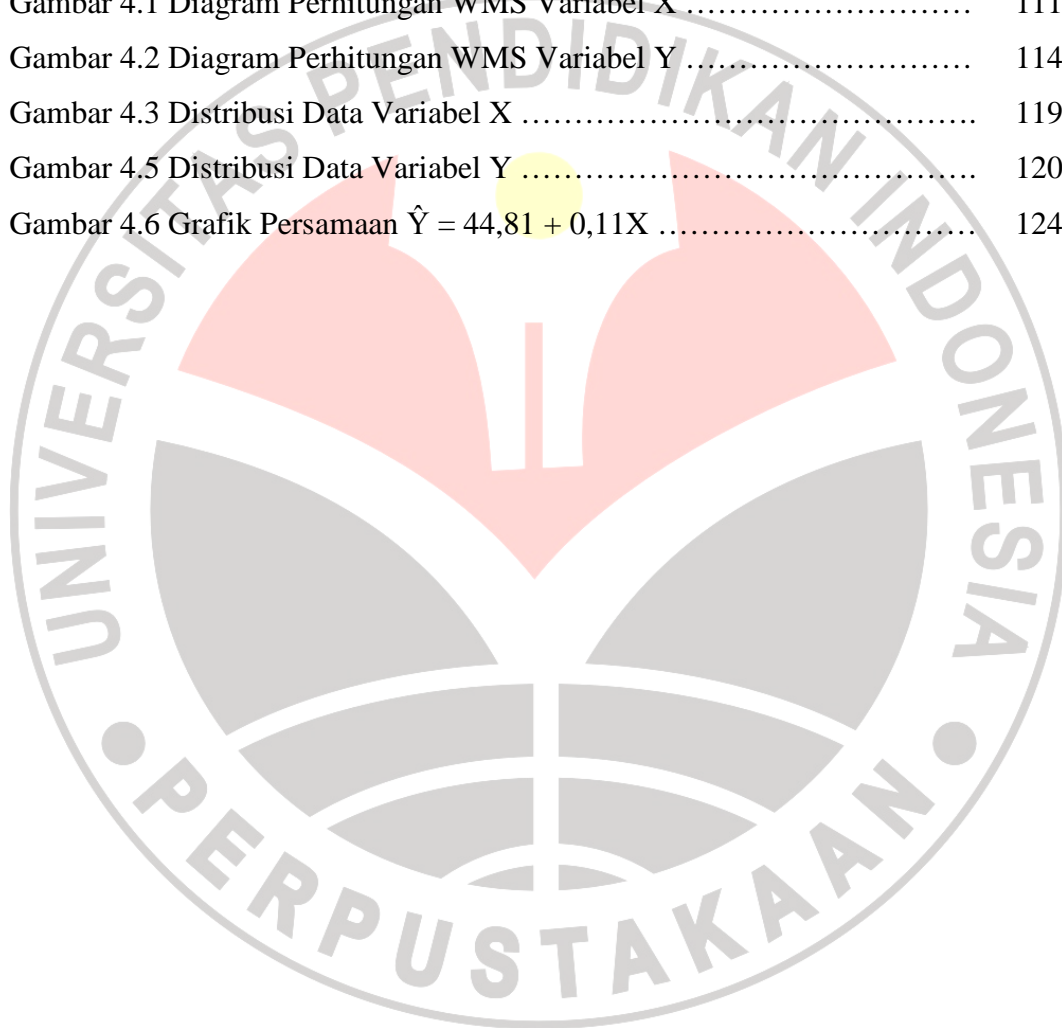 Gambar 4.1 Diagram Perhitungan WMS Variabel X ……………………… 111
Gambar 4.2 Diagram Perhitungan WMS Variabel Y ……………………… 114
Gambar 4.3 Distribusi Data Variabel X ……………………………………. 119
Gambar 4.5 Distribusi Data Variabel Y ……………………………………. 120
Gambar 4.6 Grafik Persamaan Ŷ = 44,81 + 0,11X ………………………… 124
UNIVERSITAS PENDIDIKAN INDONESIA
PERPUSTAKAAN